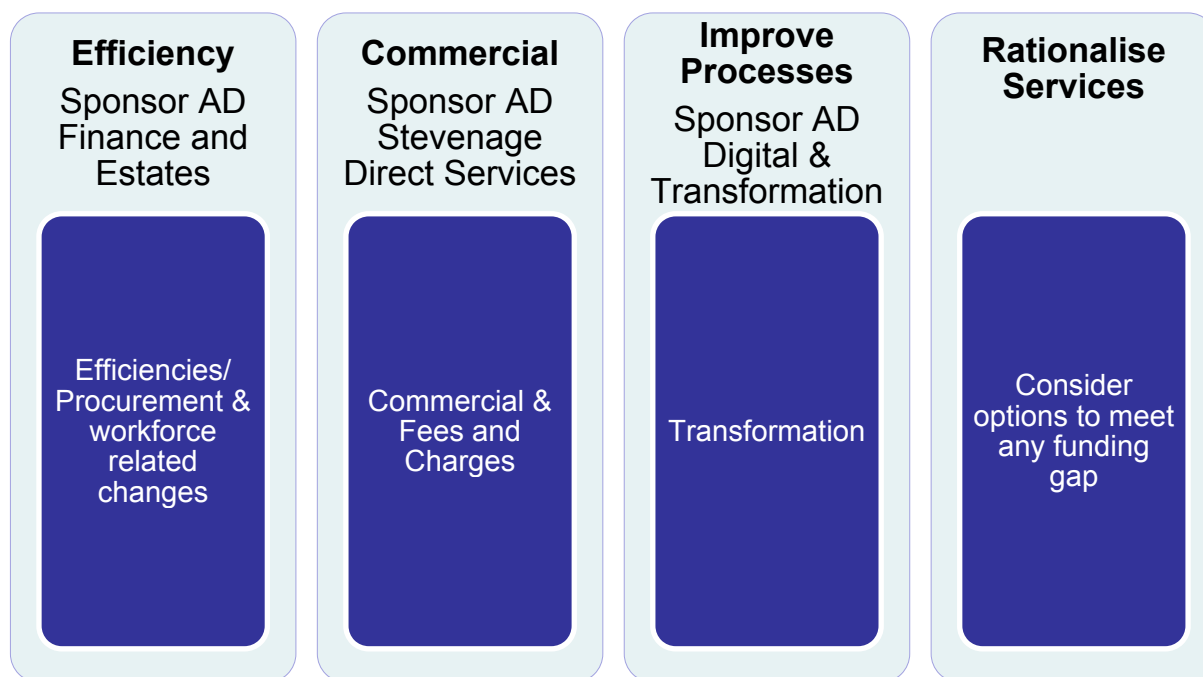 Efficiency
Sponsor AD
Finance and
Estates
Efficiencies/
Procurement &
workforce
related
changes
Commercial
Sponsor AD
Stevenage
Direct Services
Commercial &
Fees and
Charges
Improve
Processes
Sponsor AD
Digital &
Transformation
Transformation
Rationalise
Services
Consider
options to meet
any funding
gap